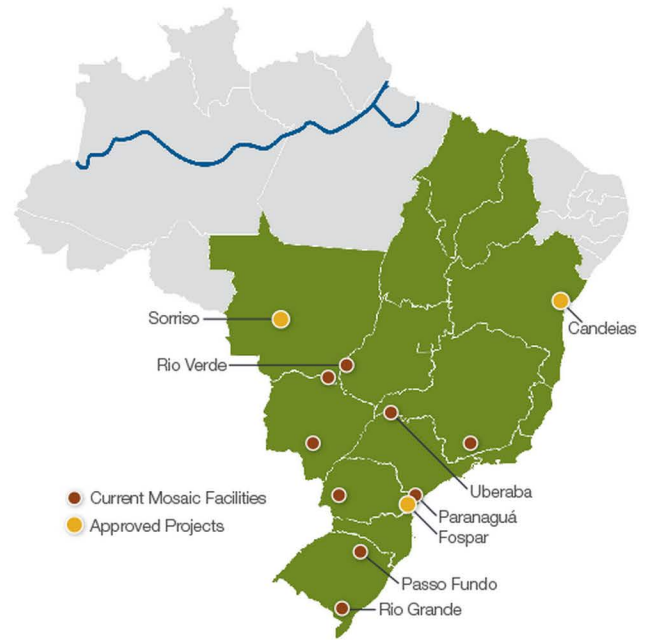 Sorriso
Candeias
Rio Verde
Uberaba
Current Mosaic Facilities
Paranaguá
Approved Projects
Fospar
Passo Fundo
Rio Grande